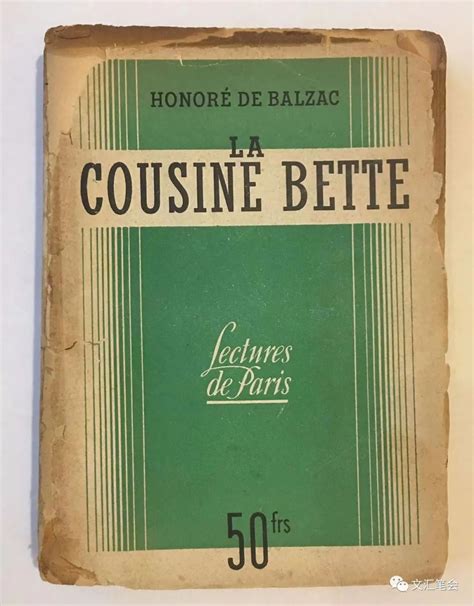 HONORÉ DE BALZAC
LA
COUSINE BETTE
Lectures
de Paris
50 frs
文汇笔会